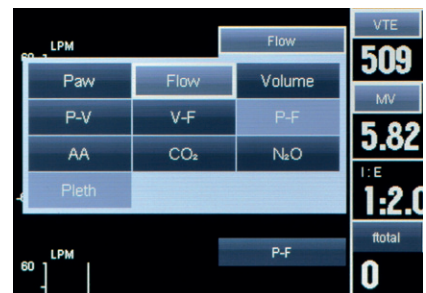 LPM
Flow
VTE
60
509
Paw
Flow
Volume
MV
P-V
V-F
P-F
5.82
AA
CO₂
N₂O
I:E
Pleth
1:2.0
LPM
P-F
ftotal
60
0